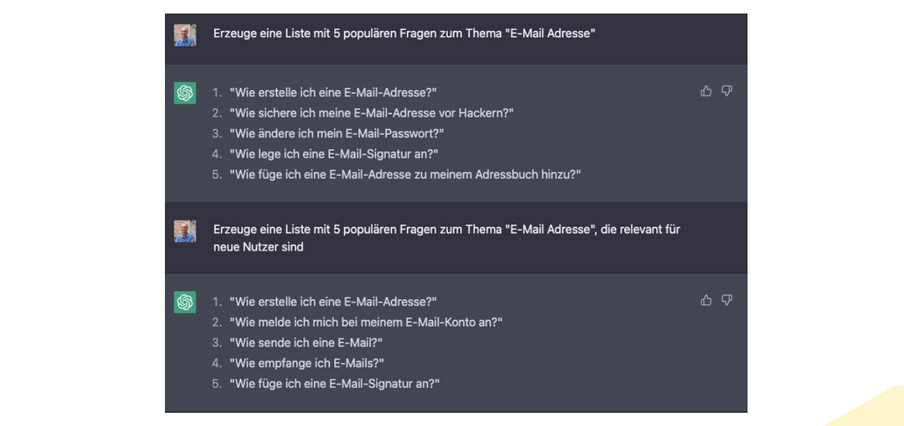 Erzeuge eine Liste mit 5 populären Fragen zum Thema "E-Mail Adresse"
1. "Wie erstelle ich eine E-Mail-Adresse?"
2. "Wie sichere ich meine E-Mail-Adresse vor Hackern?"
3. "Wie ändere ich mein E-Mail-Passwort?"
4. "Wie lege ich eine E-Mail-Signatur an?"
5. "Wie füge ich eine E-Mail-Adresse zu meinem Adressbuch hinzu?"
Erzeuge eine Liste mit 5 populären Fragen zum Thema "E-Mail Adresse", die relevant für
neue Nutzer sind
1. "Wie erstelle ich eine E-Mail-Adresse?"
2. "Wie melde ich mich bei meinem E-Mail-Konto an?"
3. "Wie sende ich eine E-Mail?"
4. "Wie empfange ich E-Mails?"
5. "Wie füge ich eine E-Mail-Signatur an?"